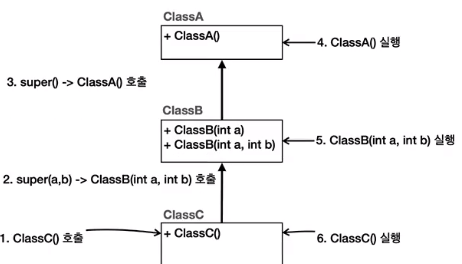 ClassA
+ ClassA()
4. ClassA() 실행
3. super() -> ClassA() 호출
ClassB
+ ClassB(int a)
+ ClassB(int a, int b)
5. ClassB(int a, int b) 실행
2. super(a,b) -> ClassB(int a, int b) 호출
ClassC
1. ClassC() 호출
+ ClassC()
6. ClassC() 실행